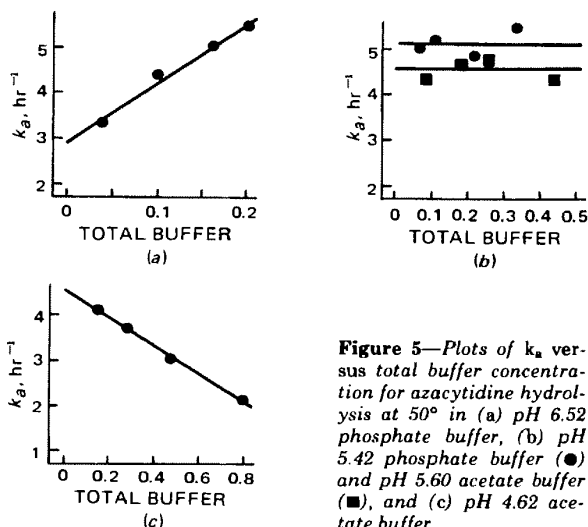 5
4
3
2
kₐ, hr⁻¹
0
0.1
0.2
TOTAL BUFFER
(a)
5
4
3
2
kₐ, hr⁻¹
0
0.1
0.2
0.3
0.4
0.5
TOTAL BUFFER
(b)
4
3
2
1
kₐ, hr⁻¹
0
0.2
0.4
0.6
0.8
TOTAL BUFFER
(c)
Figure 5—Plots of kₐ ver-
sus total buffer concentra-
tion for azacytidine hydrol-
ysis at 50° in (a) pH 6.52
phosphate buffer, (b) pH
5.42 phosphate buffer (●)
and pH 5.60 acetate buffer
(■), and (c) pH 4.62 ace-
tate buffer